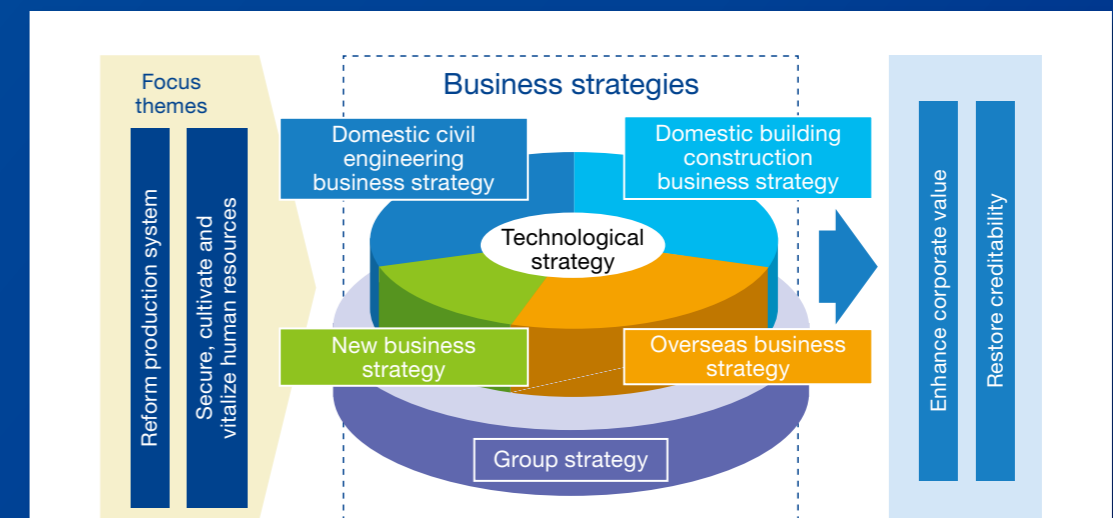 Focus
themes
Reform production system
Secure, cultivate and
vitalize human resources
Business strategies
Domestic civil
engineering
business strategy
Domestic building
construction
business strategy
Technological
strategy
New business
strategy
Overseas business
strategy
Group strategy
Enhance corporate value
Restore creditability